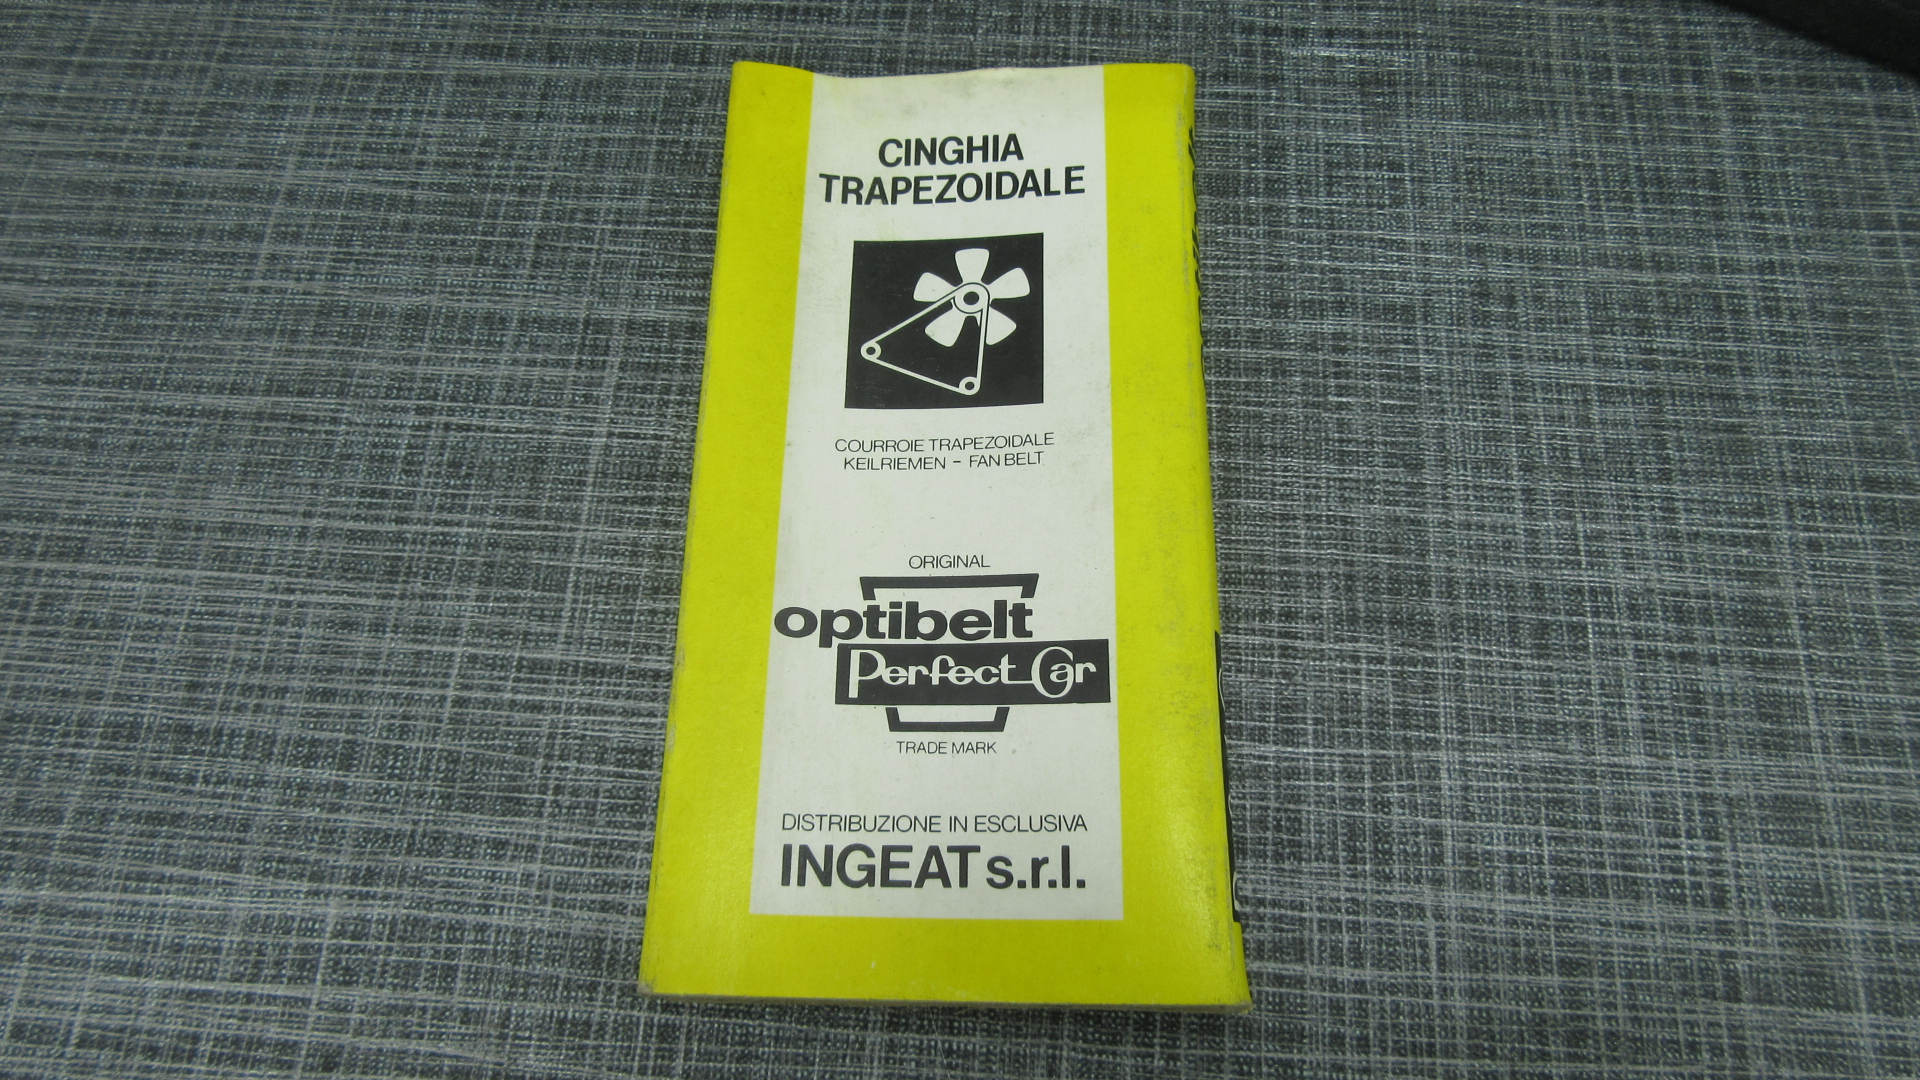 CINGHIA
TRAPEZOIDALE
COURROIE TRAPEZOIDALE
KEILRIEMEN - FAN BELT
ORIGINAL
optibelt
Perfect Car
TRADE MARK
DISTRIBUZIONE IN ESCLUSIVA
INGEAT s.r.l.